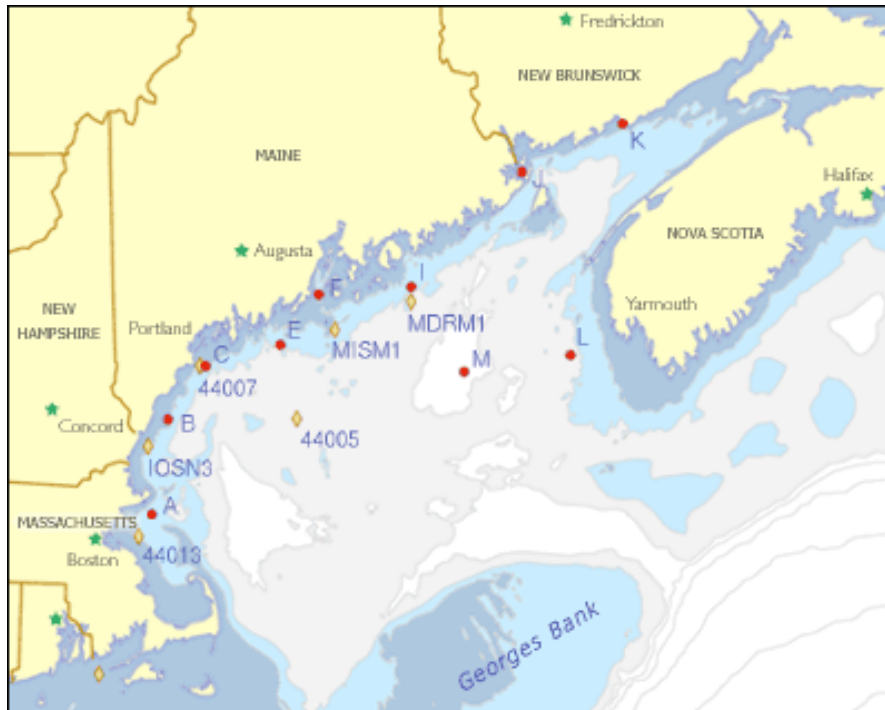 Fredrickton
NEW BRUNSWICK
K
MAINE
J
Halifax
NOVA SCOTIA
Augusta
F
I
NEW
HAMPSHIRE
Portland
MDRM1
Yarmouth
E
MISM1
C
L
M
44007
B
Concord
44005
IOSN3
A
MASSACHUSETTS
Boston
44013
Georges Bank